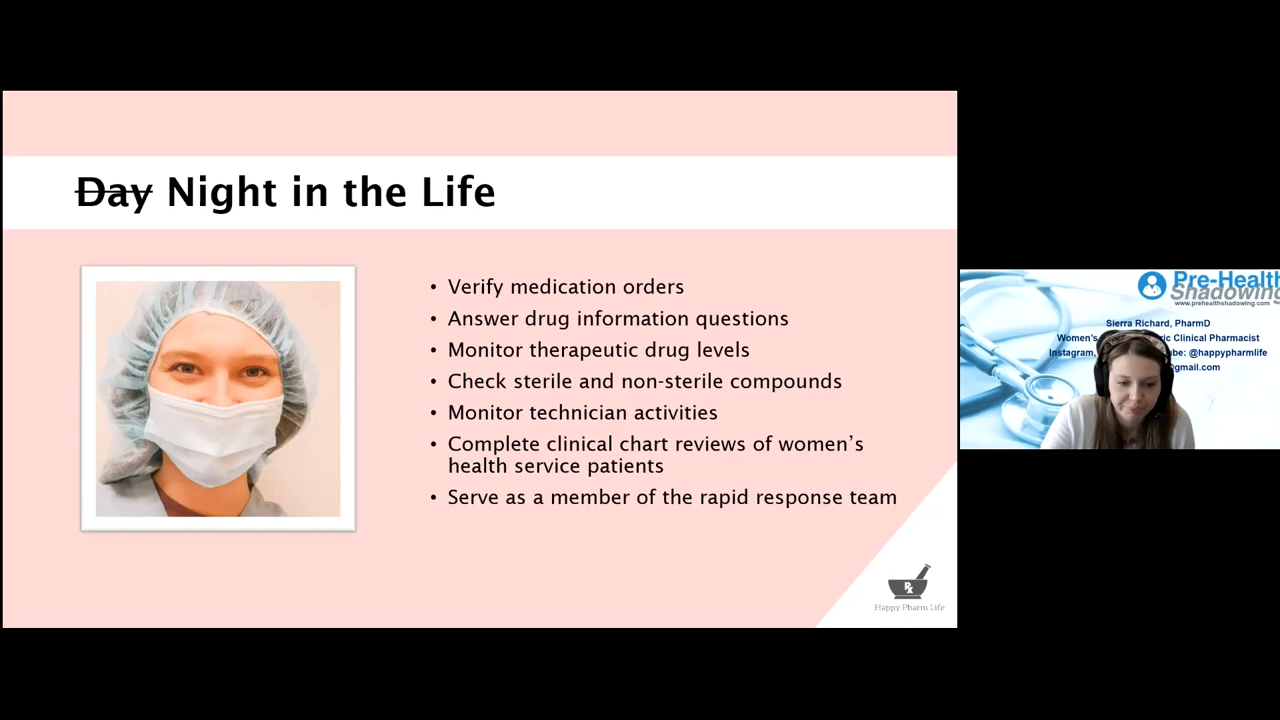 Day Night in the Life
• Verify medication orders
• Answer drug information questions
• Monitor therapeutic drug levels
• Check sterile and non-sterile compounds
• Monitor technician activities
• Complete clinical chart reviews of women’s
health service patients
• Serve as a member of the rapid response team
Rx
Happy Pharm Life
Pre-Health
Shadowing
www.prehealthshadowing.com
Sierra Richard, PharmD
Women's Clinical Pharmacist
Instagram, @happypharmlife
@gmail.com